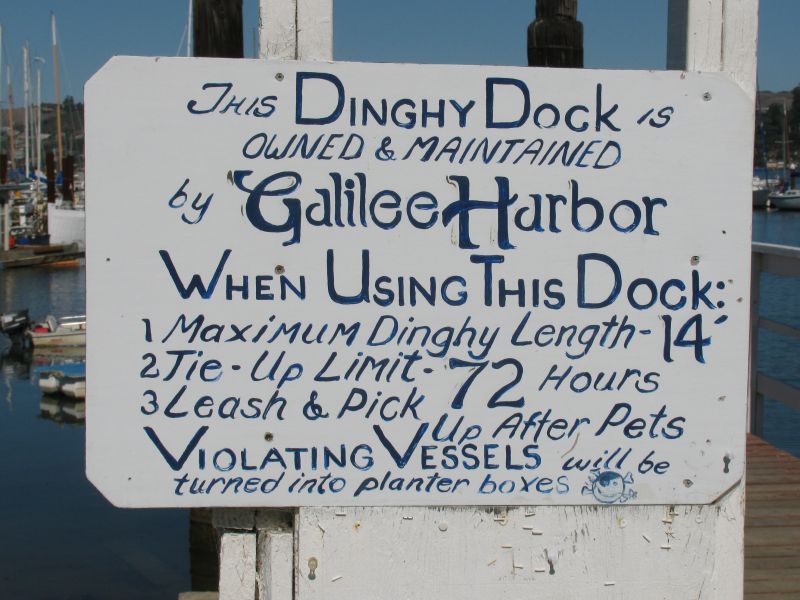 This Dinghy Dock is
owned & maintained
by Galilee Harbor
When Using This Dock:
1 Maximum Dinghy Length - 14'
2 Tie-Up Limit - 72 Hours
3 Leash & Pick Up After Pets
Violating Vessels will be
turned into planter boxes